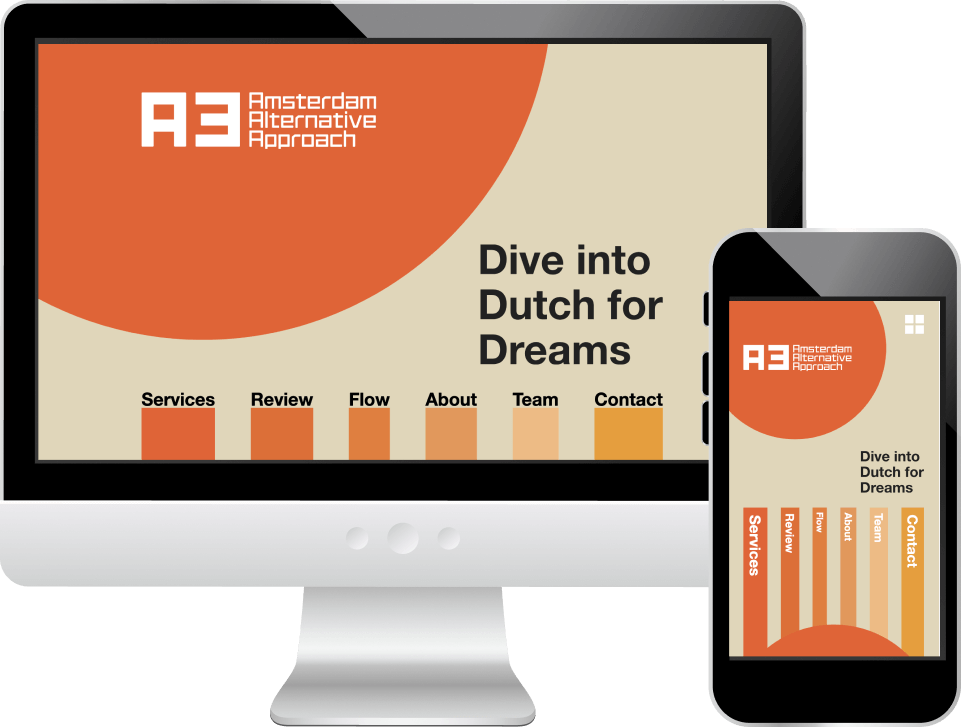 A3 Amsterdam
Alternative
Approach
Dive into
Dutch for
Dreams
Services Review Flow About Team Contact
A3 Amsterdam
Alternative
Approach
Dive into
Dutch for
Dreams
Services
Review
Flow
About
Team
Contact